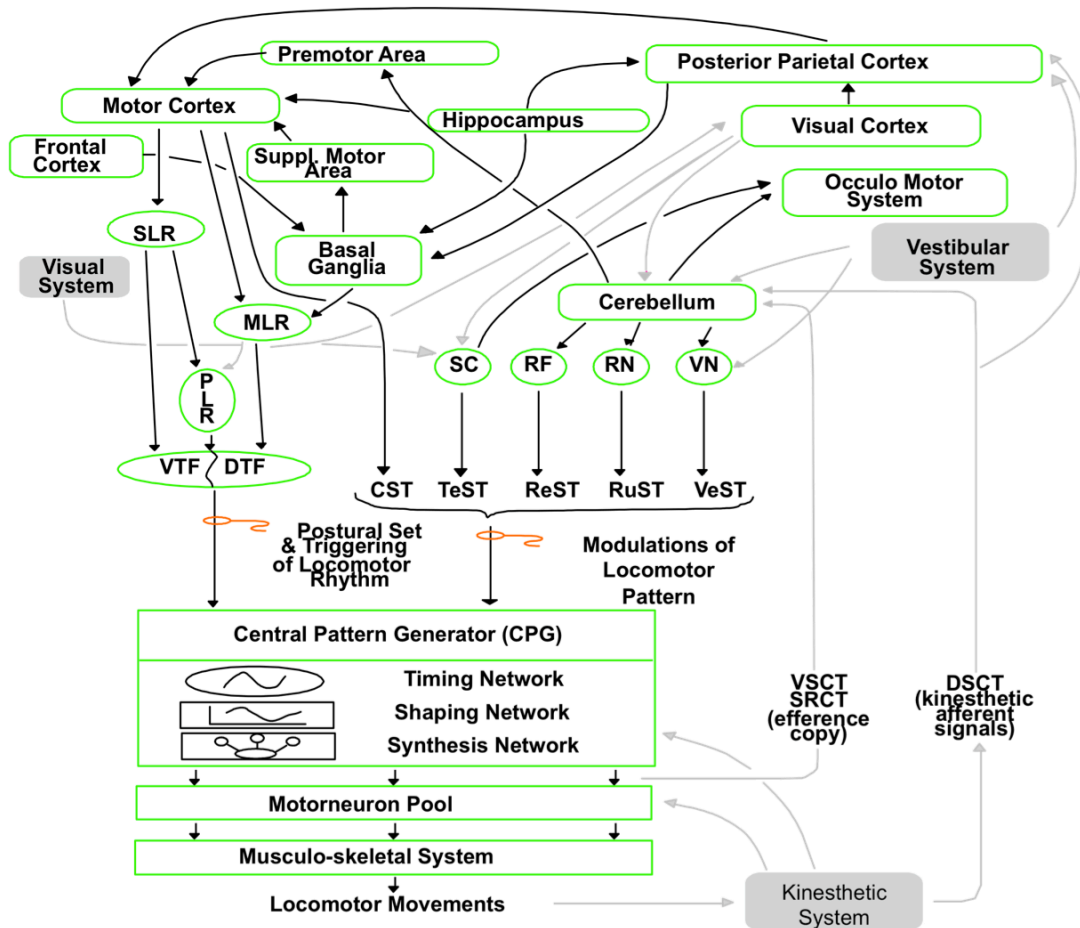 Premotor Area
Posterior Parietal Cortex
Motor Cortex
Hippocampus
Visual Cortex
Frontal
Cortex
Suppl. Motor
Area
Occulo Motor
System
SLR
Basal
Ganglia
Vestibular
System
Visual
System
MLR
Cerebellum
SC
RF
RN
VN
P
L
R
VTF
DTF
CST
TeST
ReST
RuST
VeST
Postural Set
& Triggering
of Locomotor
Rhythm
Modulations of
Locomotor
Pattern
Central Pattern Generator (CPG)
Timing Network
Shaping Network
Synthesis Network
VSCT
SRCT
(efference
copy)
DSCT
(kinesthetic
afferent
signals)
Motorneuron Pool
Musculo-skeletal System
Locomotor Movements
Kinesthetic
System